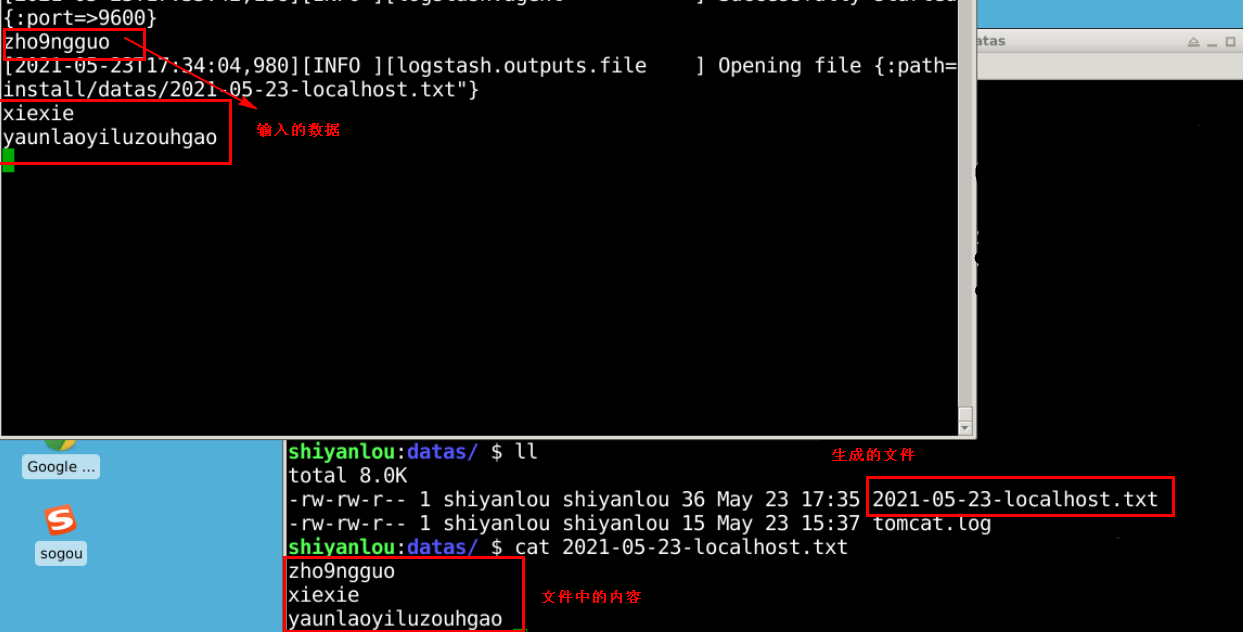 {:port=>9600}
zho9ngguo
[2021-05-23T17:34:04,980][INFO ][logstash.outputs.file    ] Opening file {:path=
install/datas/2021-05-23-localhost.txt"}
xiexie
yaunlaoyiluzouhgao
输入的数据
atas
Google ...
sogou
shiyanlou:datas/ $ ll
生成的文件
total 8.0K
-rw-rw-r-- 1 shiyanlou shiyanlou 36 May 23 17:35 2021-05-23-localhost.txt
-rw-rw-r-- 1 shiyanlou shiyanlou 15 May 23 15:37 tomcat.log
shiyanlou:datas/ $ cat 2021-05-23-localhost.txt
zho9ngguo
xiexie
yaunlaoyiluzouhgao
文件中的内容